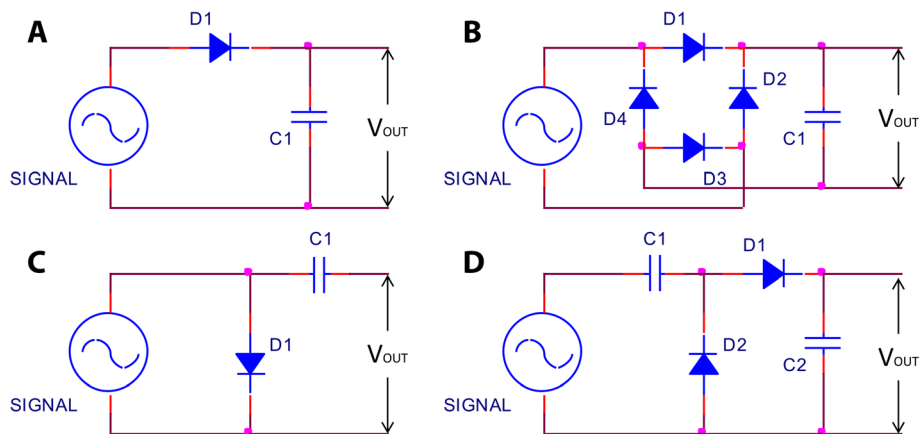 A
D1
C1
VOUT
SIGNAL
B
D1
D2
D4
D3
C1
VOUT
SIGNAL
C
C1
D1
VOUT
SIGNAL
D
C1
D1
D2
C2
VOUT
SIGNAL